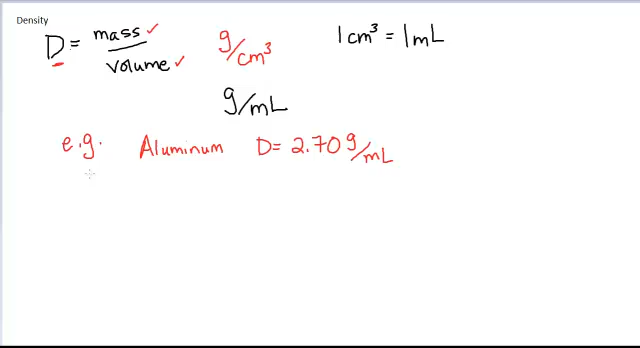 Density
D = mass / volume g/cm³ 1 cm³ = 1 mL
g/mL
e.g. Aluminum D = 2.70 g/mL